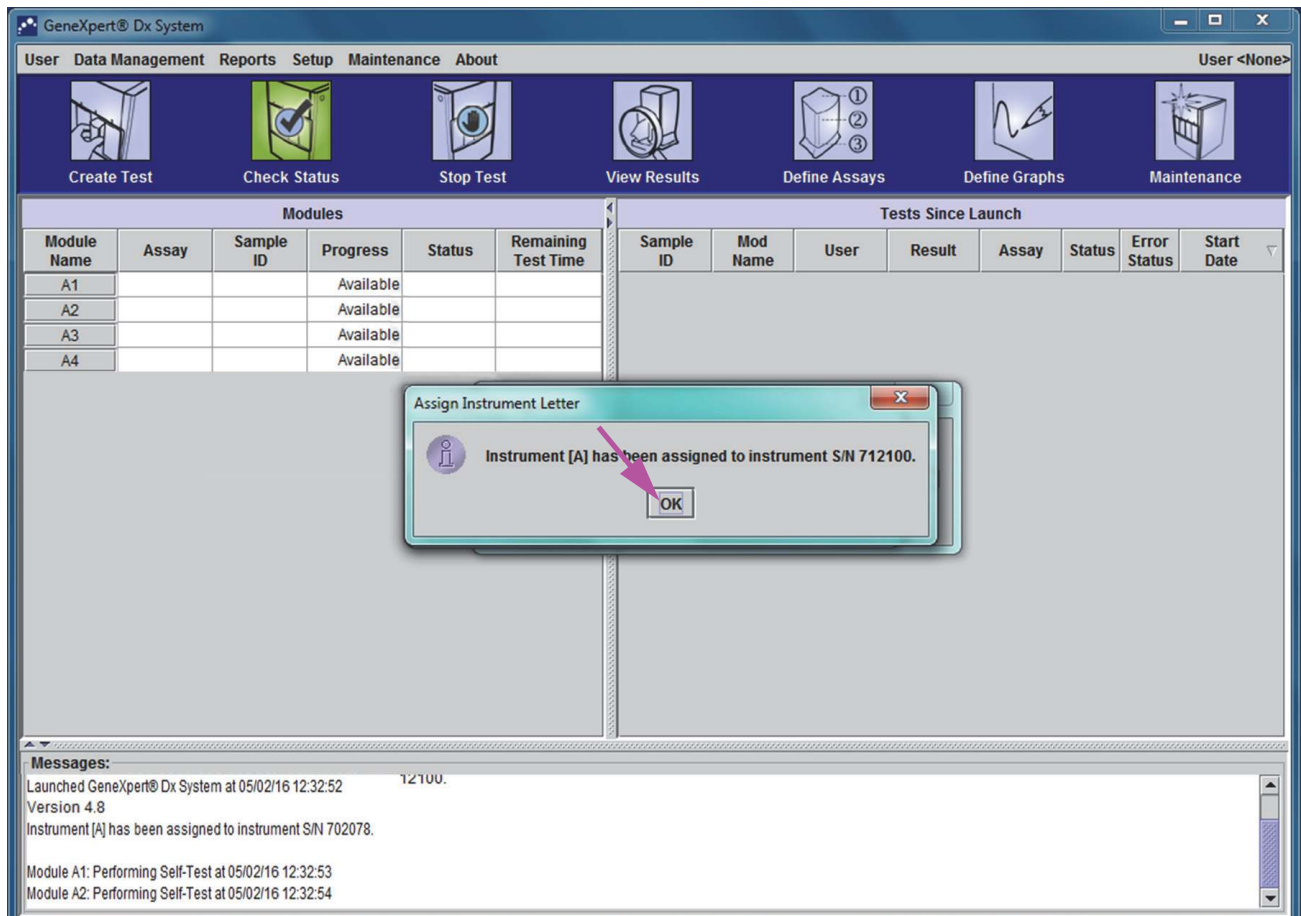 GeneXpert® Dx System
User Data Management Reports Setup Maintenance About User <None>
Create Test Check Status Stop Test View Results Define Assays Define Graphs Maintenance
Modules
Module Name Assay Sample ID Progress Status Remaining Test Time
A1 Available
A2 Available
A3 Available
A4 Available
Tests Since Launch
Sample ID Mod Name User Result Assay Status Error Status Start Date
Assign Instrument Letter
Instrument [A] has been assigned to instrument S/N 712100.
OK
Messages:
Launched GeneXpert® Dx System at 05/02/16 12:32:52 12100.
Version 4.8
Instrument [A] has been assigned to instrument S/N 702078.
Module A1: Performing Self-Test at 05/02/16 12:32:53
Module A2: Performing Self-Test at 05/02/16 12:32:54